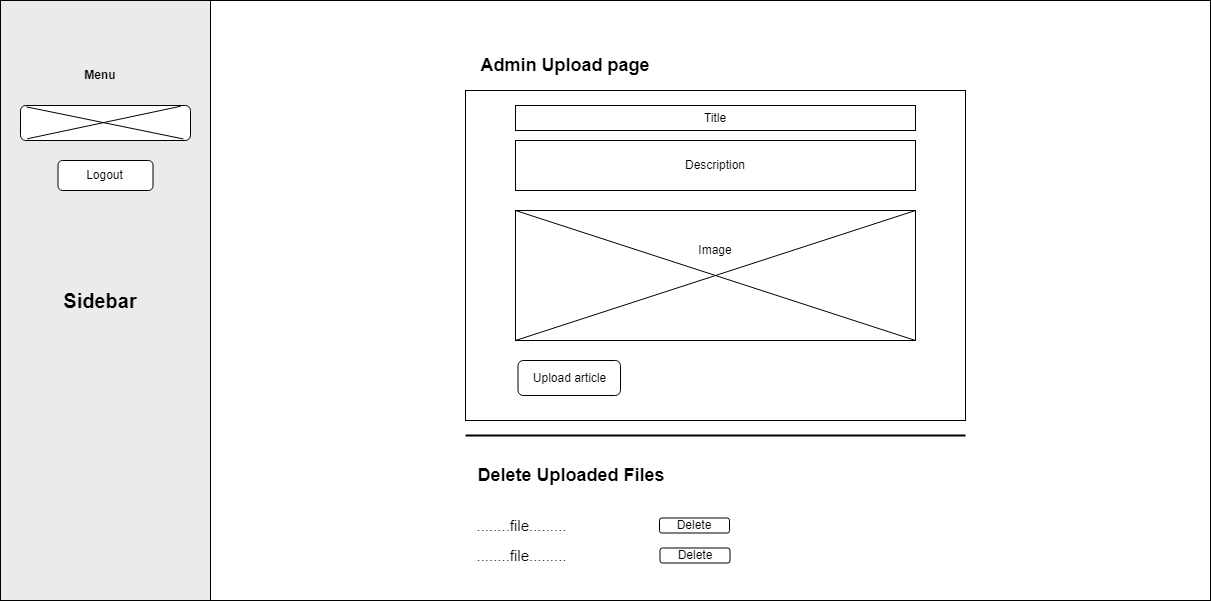 Menu
Logout
Sidebar
Admin Upload page
Title
Description
Image
Upload article
Delete Uploaded Files
........file.........
Delete
........file.........
Delete